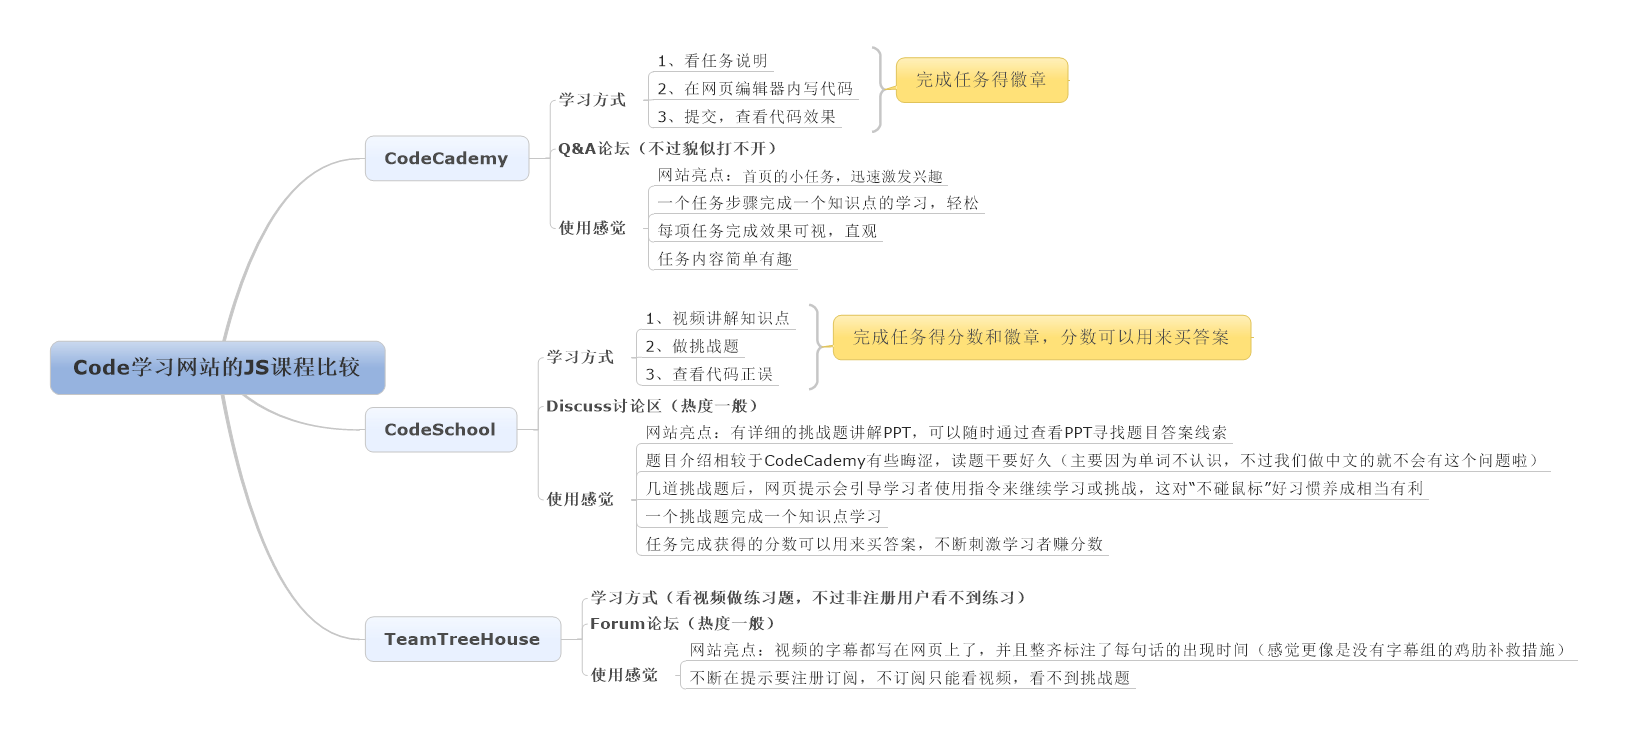 Code学习网站的JS课程比较
CodeCademy
学习方式
1、看任务说明
2、在网页编辑器内写代码
3、提交，查看代码效果
完成任务得徽章
Q&A论坛（不过貌似打不开）
使用感觉
网站亮点：首页的小任务，迅速激发兴趣
一个任务步骤完成一个知识点的学习，轻松
每项任务完成效果可视，直观
任务内容简单有趣
CodeSchool
学习方式
1、视频讲解知识点
2、做挑战题
3、查看代码正误
完成任务得分数和徽章，分数可以用来买答案
Discuss讨论区（热度一般）
使用感觉
网站亮点：有详细的挑战题讲解PPT，可以随时通过查看PPT寻找题目答案线索
题目介绍相较于CodeCademy有些晦涩，读题干要好久（主要因为单词不认识，不过我们做中文的就不会有这个问题啦）
几道挑战题后，网页提示会引导学习者使用指令来继续学习或挑战，这对“不碰鼠标”好习惯养成相当有利
一个挑战题完成一个知识点学习
任务完成获得的分数可以用来买答案，不断刺激学习者赚分数
TeamTreeHouse
学习方式（看视频做练习题，不过非注册用户看不到练习）
Forum论坛（热度一般）
使用感觉
网站亮点：视频的字幕都写在网页上了，并且整齐标注了每句话的出现时间（感觉更像是没有字幕组的鸡肋补救措施）
不断在提示要注册订阅，不订阅只能看视频，看不到挑战题